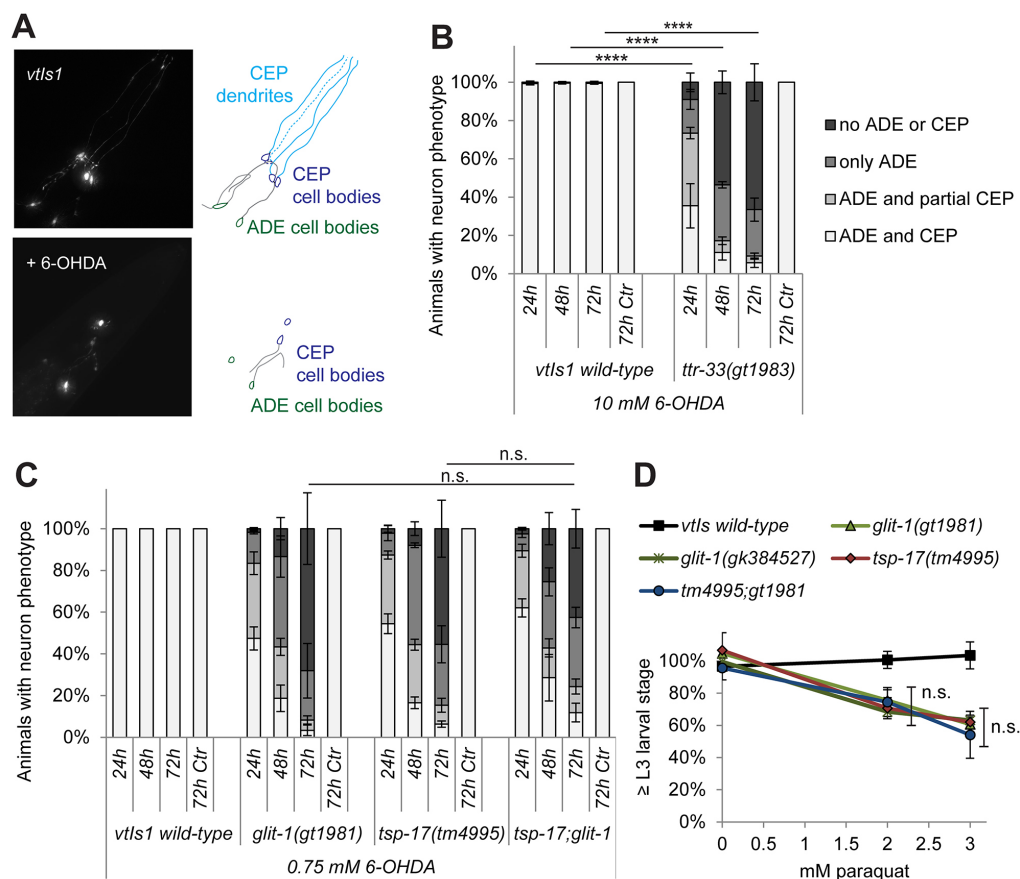 A
vtIs1
CEP
dendrites
CEP
cell bodies
ADE cell bodies
+ 6-OHDA
CEP
cell bodies
ADE cell bodies
B
****
****
****
Animals with neuron phenotype
100%
80%
60%
40%
20%
0%
24h
48h
72h
72h Ctr
24h
48h
72h
72h Ctr
vtIs1 wild-type
ttr-33(gt1983)
10 mM 6-OHDA
no ADE or CEP
only ADE
ADE and partial CEP
ADE and CEP
C
n.s.
n.s.
Animals with neuron phenotype
100%
80%
60%
40%
20%
0%
24h
48h
72h
72h Ctr
24h
48h
72h
72h Ctr
24h
48h
72h
72h Ctr
24h
48h
72h
72h Ctr
vtIs1 wild-type
glit-1(gt1981)
tsp-17(tm4995)
tsp-17;glit-1
0.75 mM 6-OHDA
D
vtIs wild-type
glit-1(gt1981)
glit-1(gk384527)
tsp-17(tm4995)
tm4995;gt1981
≥ L3 larval stage
100%
80%
60%
40%
20%
0%
n.s.
n.s.
0 0.5 1 1.5 2 2.5 3
mM paraquat